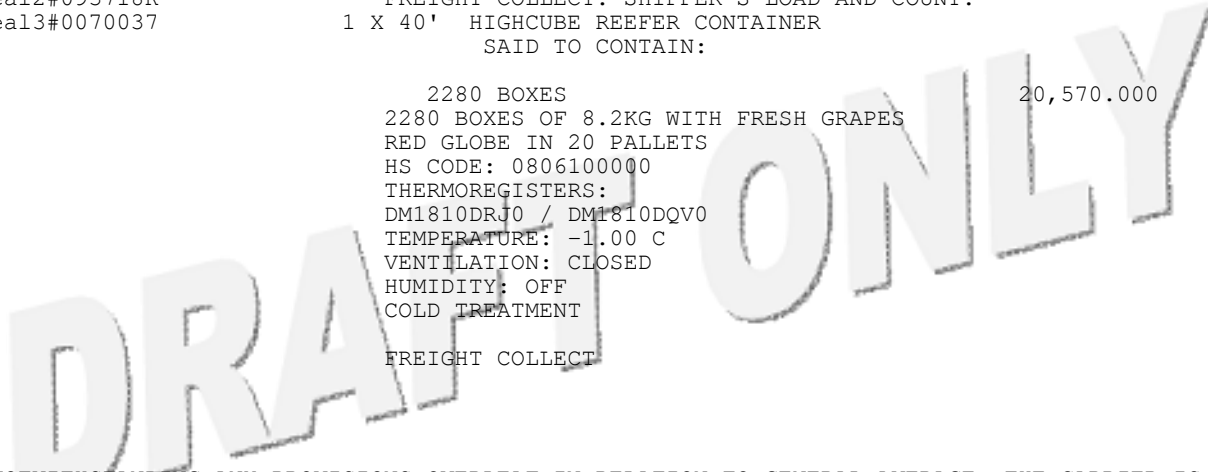 FREIGHT COLLECT. SHIPPER'S LOAD AND COUNT.
eal3#0070037 1 X 40' HIGHCUBE REEFER CONTAINER
SAID TO CONTAIN:
2280 BOXES 20,570.000
2280 BOXES OF 8.2KG WITH FRESH GRAPES
RED GLOBE IN 20 PALLETS
HS CODE: 0806100000
THERMOREGISTERS:
DM1810DRJ0 / DM1810DQV0
TEMPERATURE: -1.00 C
VENTILATION: CLOSED
HUMIDITY: OFF
COLD TREATMENT
FREIGHT COLLECT
DRAFT ONLY